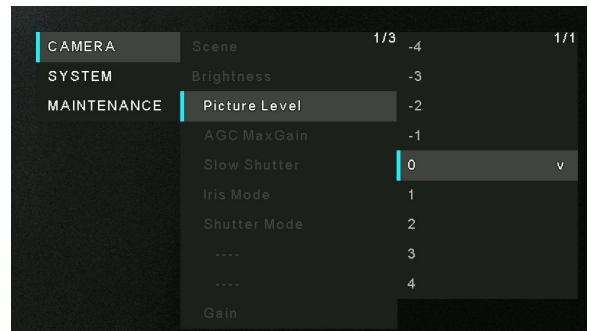 CAMERA
SYSTEM
MAINTENANCE
Scene 1/3
Brightness
Picture Level
AGC MaxGain
Slow Shutter
Iris Mode
Shutter Mode
----
----
Gain
-4 1/1
-3
-2
-1
0 v
1
2
3
4